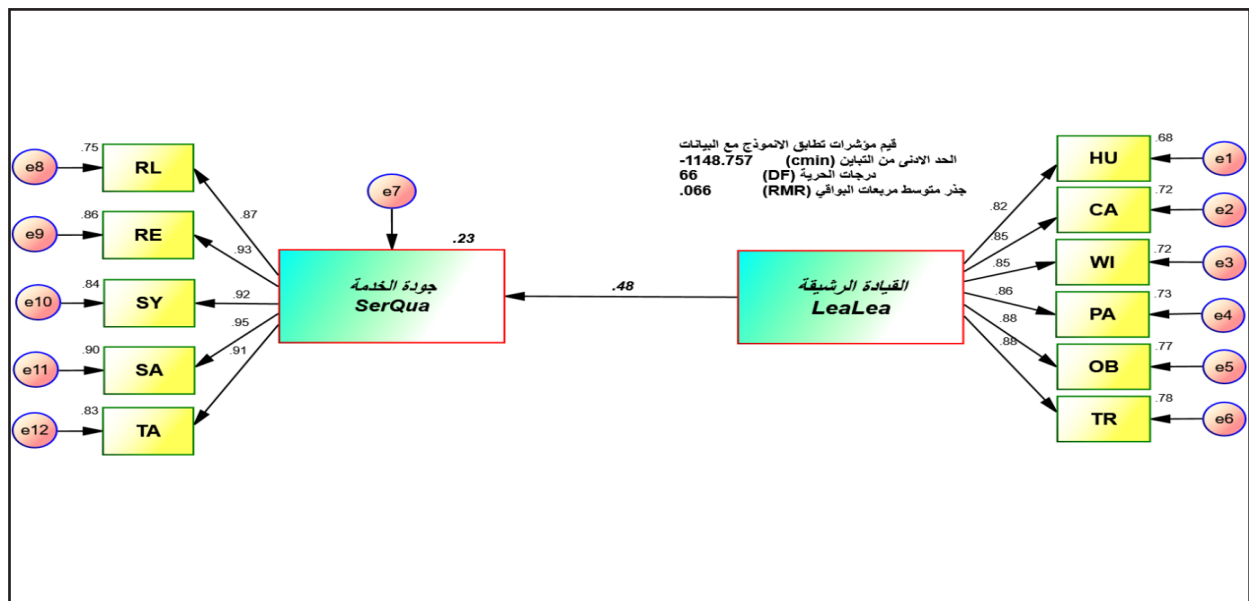 قيم مؤشرات تطابق الانموذج مع البيانات
الحد الادنى من التباين (cmin) -1148.757
درجات الحرية (DF) 66
جذر متوسط مربعات البواقي (RMR) .066
e8
.75
RL
.87
e9
.86
RE
.93
e10
.84
SY
.92
e11
.90
SA
.95
e12
.83
TA
.91
e7
.23
جودة الخدمة
SerQua
.48
القيادة الرشيقة
LeaLea
.82
.68
HU
e1
.85
.72
CA
e2
.85
.72
WI
e3
.86
.73
PA
e4
.88
.77
OB
e5
.88
.78
TR
e6